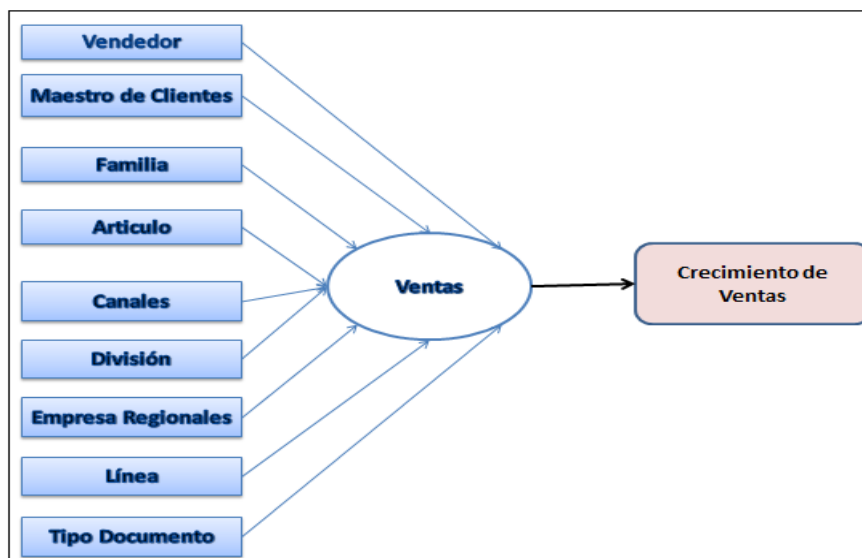 Vendedor
Maestro de Clientes
Familia
Articulo
Canales
División
Empresa Regionales
Línea
Tipo Documento
Ventas
Crecimiento de
Ventas